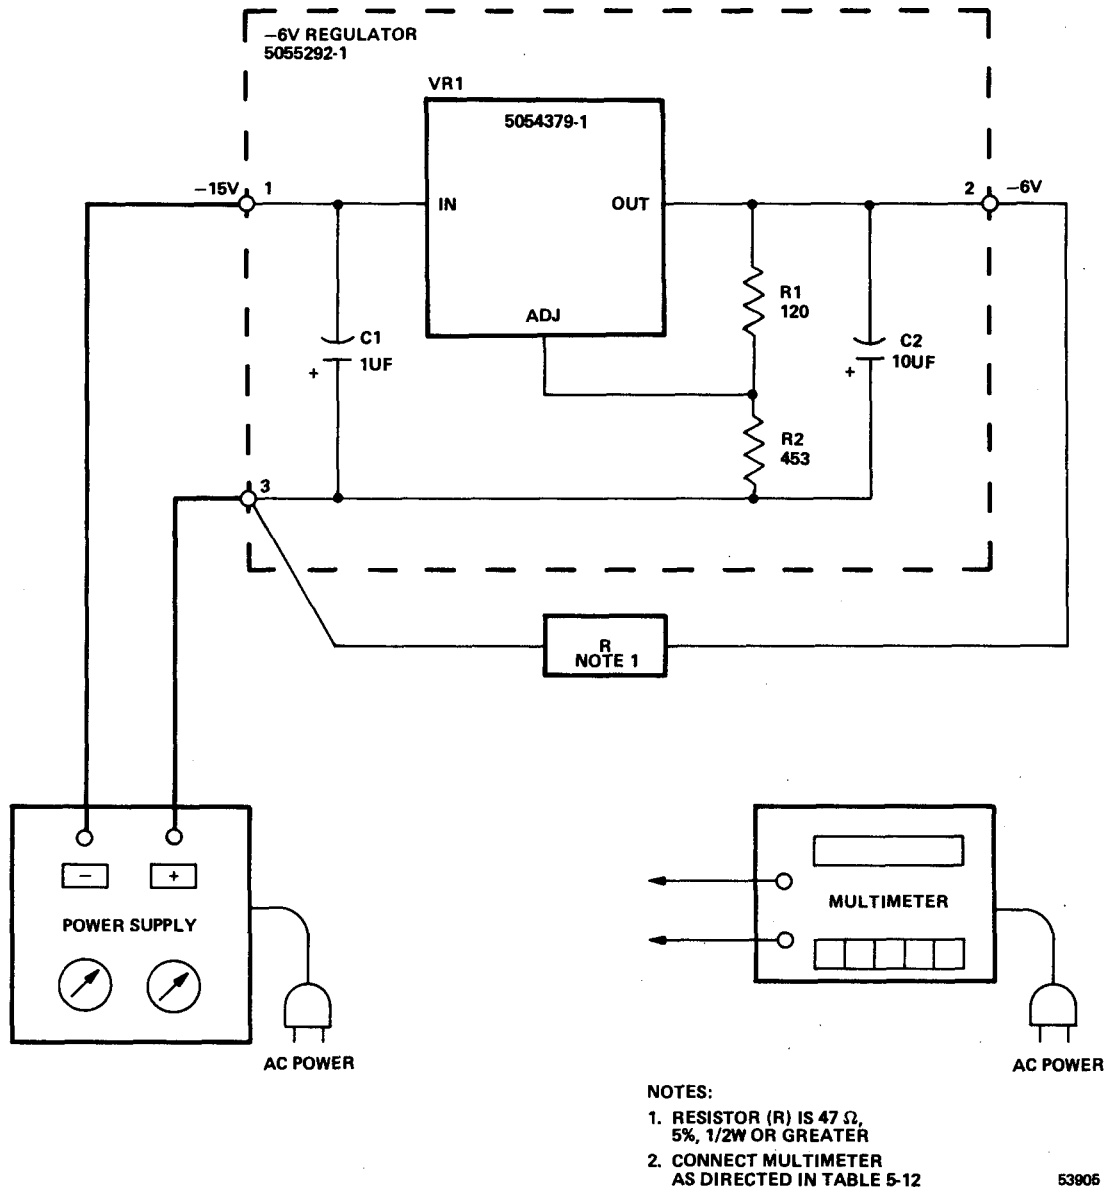 −6V REGULATOR
5055292-1
VR1
5054379-1
−15V
1
IN
OUT
2
−6V
R1
120
ADJ
C1
1UF
+
C2
10UF
+
R2
453
3
R
NOTE 1
−
+
POWER SUPPLY
MULTIMETER
AC POWER
AC POWER
NOTES:
1. RESISTOR (R) IS 47 Ω,
5%, 1/2W OR GREATER
2. CONNECT MULTIMETER
AS DIRECTED IN TABLE 5-12
53905